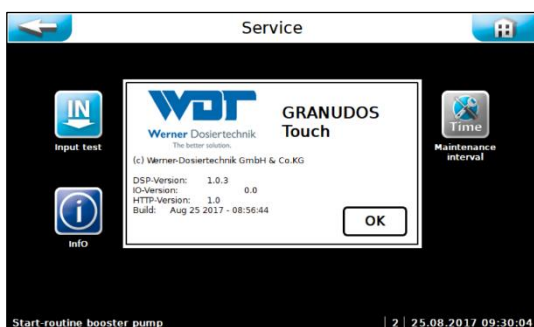 Service
IN
Input test
WDT
Werner Dosiertechnik
The better solution.
GRANUDOS
Touch
(c) Werner-Dosiertechnik GmbH & Co.KG
DSP-Version: 1.0.3
IO-Version: 0.0
HTTP-Version: 1.0
Build: Aug 25 2017 - 08:56:44
OK
Time
Maintenance
interval
i
InfO
Start-routine booster pump
2
25.08.2017 09:30:04